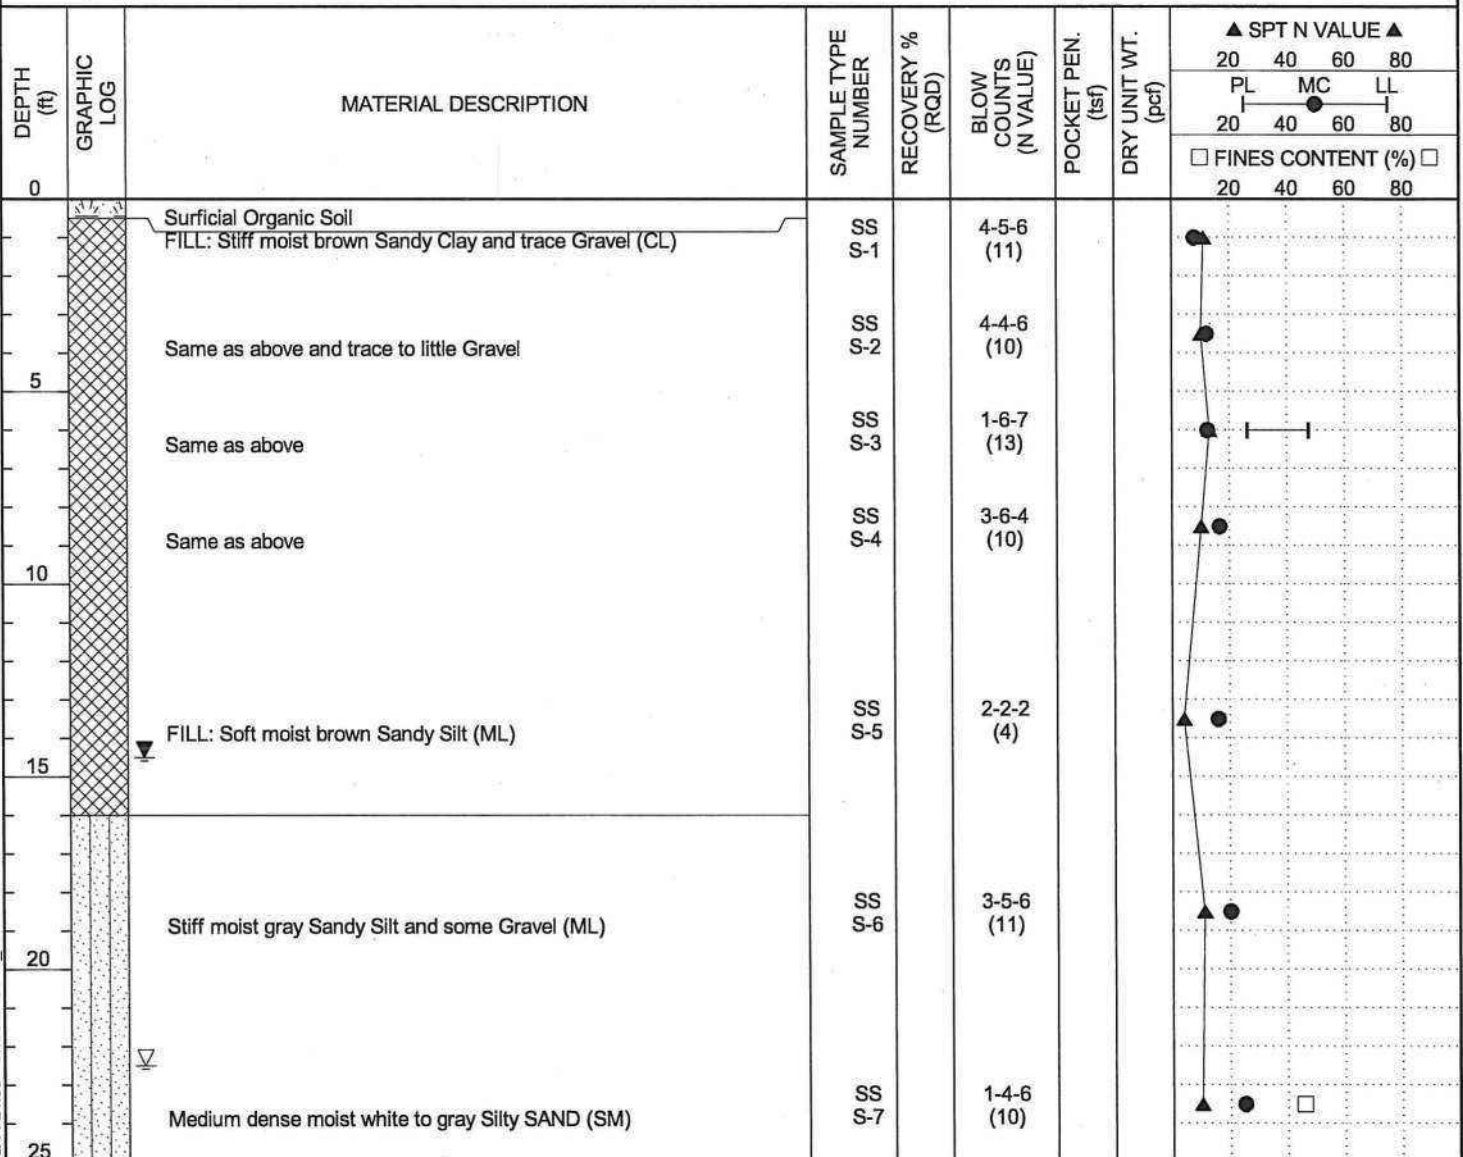 DEPTH
(ft)
GRAPHIC
LOG
MATERIAL DESCRIPTION
SAMPLE TYPE
NUMBER
RECOVERY %
(RQD)
BLOW
COUNTS
(N VALUE)
POCKET PEN.
(tsf)
DRY UNIT WT.
(pcf)
▲ SPT N VALUE ▲
20 40 60 80
PL MC LL
20 40 60 80
□ FINES CONTENT (%) □
20 40 60 80
0
Surficial Organic Soil
FILL: Stiff moist brown Sandy Clay and trace Gravel (CL)
SS
S-1
4-5-6
(11)
Same as above and trace to little Gravel
SS
S-2
4-4-6
(10)
5
Same as above
SS
S-3
1-6-7
(13)
Same as above
SS
S-4
3-6-4
(10)
10
FILL: Soft moist brown Sandy Silt (ML)
SS
S-5
2-2-2
(4)
15
Stiff moist gray Sandy Silt and some Gravel (ML)
SS
S-6
3-5-6
(11)
20
Medium dense moist white to gray Silty SAND (SM)
SS
S-7
1-4-6
(10)
25